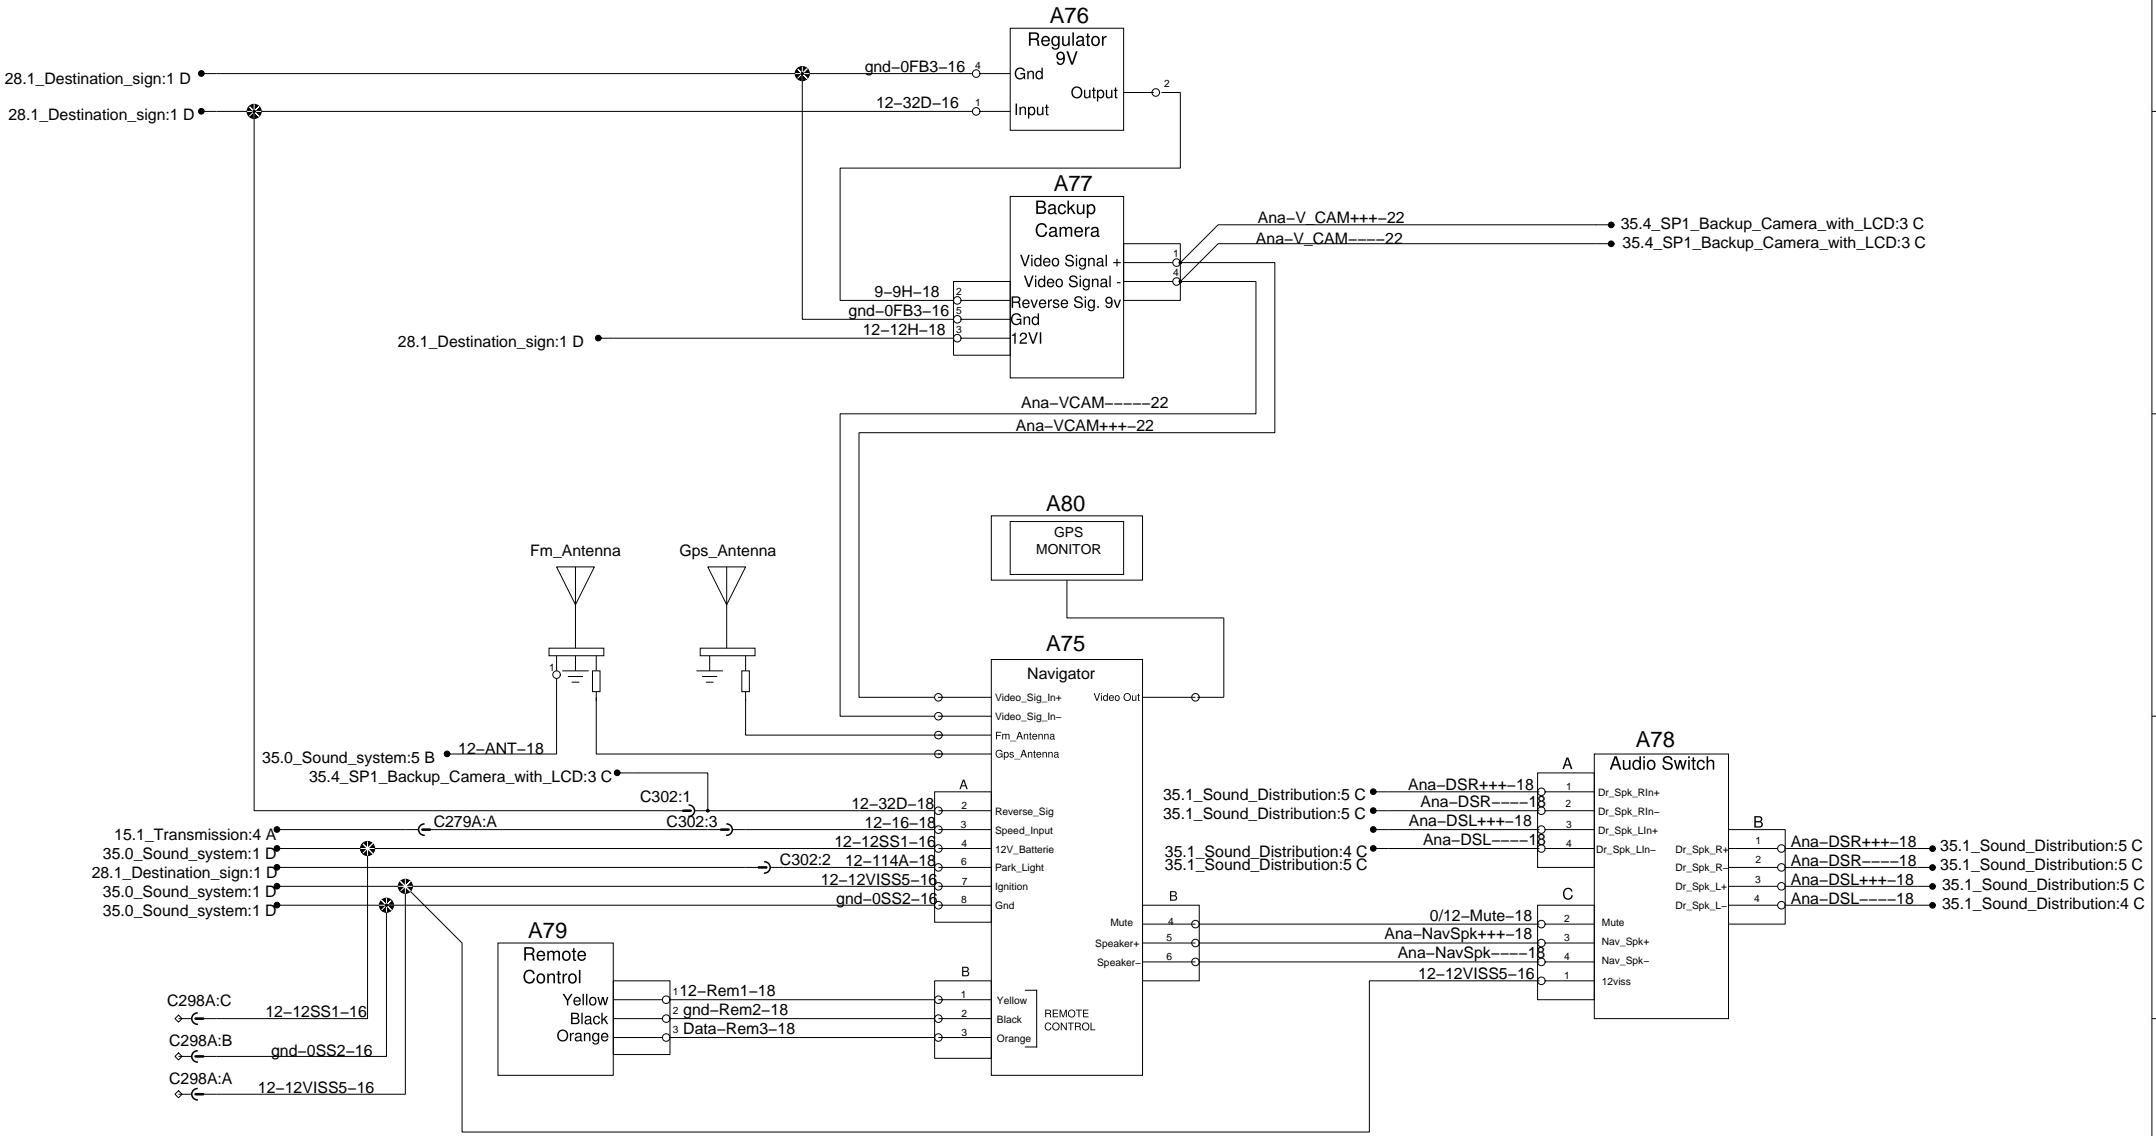 A76
Regulator
9V
28.1_Destination_sign:1 D
gnd-0FB3-16
4
Gnd
Output
2
28.1_Destination_sign:1 D
12-32D-16
1
Input
A77
Backup
Camera
Ana-V_CAM+++-22
35.4_SP1_Backup_Camera_with_LCD:3 C
Ana-V_CAM----22
35.4_SP1_Backup_Camera_with_LCD:3 C
Video Signal +
1
Video Signal -
4
9-9H-18
2
Reverse Sig. 9v
gnd-0FB3-16
5
Gnd
28.1_Destination_sign:1 D
12-12H-18
3
12VI
Ana-VCAM-----22
Ana-VCAM+++-22
A80
GPS
MONITOR
Fm_Antenna
Gps_Antenna
1
A75
Navigator
Video_Sig_In+
Video Out
Video_Sig_In-
Fm_Antenna
Gps_Antenna
35.0_Sound_system:5 B
12-ANT-18
35.4_SP1_Backup_Camera_with_LCD:3 C
A
C302:1
12-32D-18
2
Reverse_Sig
15.1_Transmission:4 A
C279A:A
C302:3
12-16-18
3
Speed_Input
35.0_Sound_system:1 D
12-12SS1-16
4
12V_Batterie
28.1_Destination_sign:1 D
C302:2
12-114A-18
6
Park_Light
35.0_Sound_system:1 D
12-12VISS5-16
7
Ignition
35.0_Sound_system:1 D
gnd-0SS2-16
8
Gnd
A78
Audio Switch
A
35.1_Sound_Distribution:5 C
Ana-DSR+++-18
1
Dr_Spk_RIn+
35.1_Sound_Distribution:5 C
Ana-DSR----18
2
Dr_Spk_RIn-
Ana-DSL+++-18
3
Dr_Spk_LIn+
35.1_Sound_Distribution:4 C
Ana-DSL----18
4
Dr_Spk_LIn-
35.1_Sound_Distribution:5 C
B
Dr_Spk_R+
1
Ana-DSR+++-18
35.1_Sound_Distribution:5 C
Dr_Spk_R-
2
Ana-DSR----18
35.1_Sound_Distribution:5 C
Dr_Spk_L+
3
Ana-DSL+++-18
35.1_Sound_Distribution:5 C
Dr_Spk_L-
4
Ana-DSL----18
35.1_Sound_Distribution:4 C
B
C
Mute
4
0/12-Mute-18
2
Mute
Speaker+
5
Ana-NavSpk+++-18
3
Nav_Spk+
Speaker-
6
Ana-NavSpk----18
4
Nav_Spk-
12-12VISS5-16
1
12viss
A79
Remote
Control
B
Yellow
1
12-Rem1-18
1
Yellow
Black
2
gnd-Rem2-18
2
Black
Orange
3
Data-Rem3-18
3
Orange
REMOTE
CONTROL
C298A:C
12-12SS1-16
C298A:B
gnd-0SS2-16
C298A:A
12-12VISS5-16